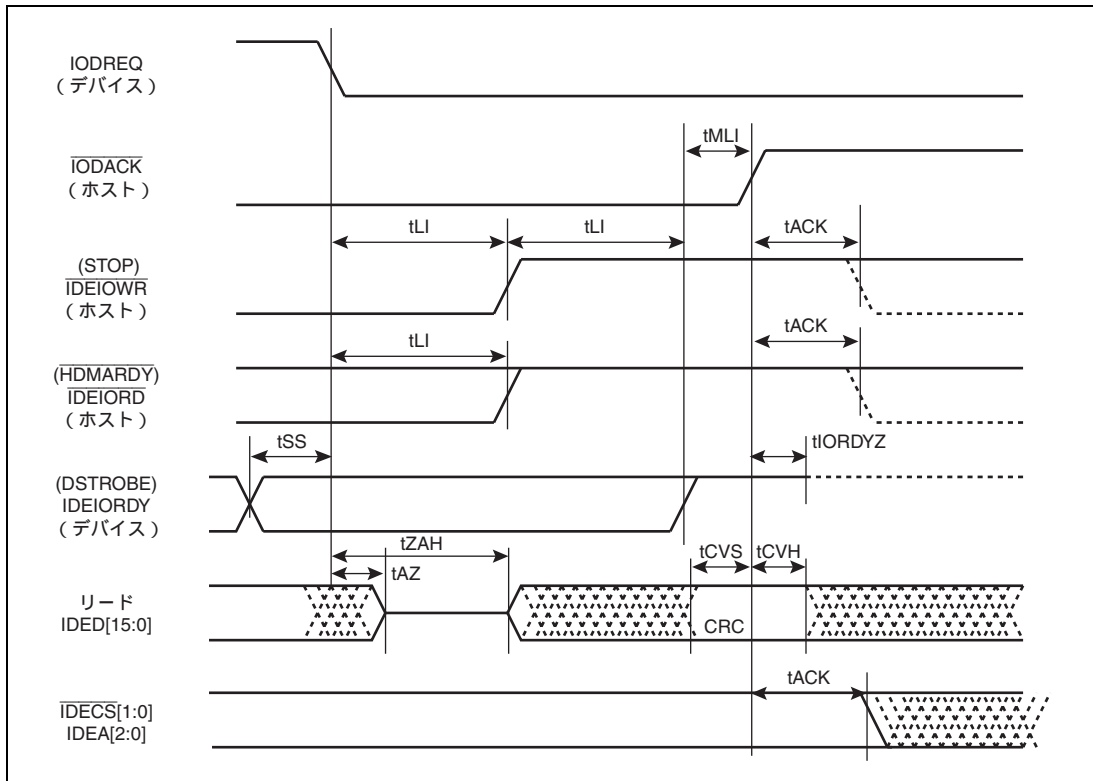 IODREQ
（デバイス）
tMLI
IODACK
（ホスト）
tLI
tLI
tACK
(STOP)
IDEIOWR
（ホスト）
tLI
tACK
(HDMARDY)
IDEIORD
（ホスト）
tSS
tIORDYZ
(DSTROBE)
IDEIORDY
（デバイス）
tZAH
tCVS
tCVH
tAZ
リード
IDED[15:0]
CRC
tACK
IDECS[1:0]
IDEA[2:0]